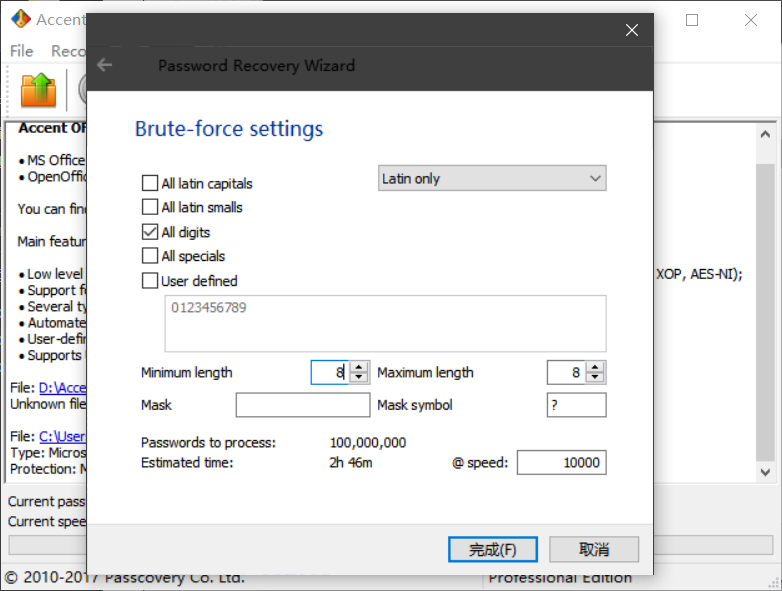 Accent
File Reco
Password Recovery Wizard
Accent OF
Brute-force settings
• MS Office
• OpenOffic
You can fin
Main featur
• Low level
• Support f
• Several ty
• Automate
• User-defin
• Supports
XOP, AES-NI);
All latin capitals
Latin only
All latin smalls
All digits
All specials
User defined
0123456789
Minimum length 8 Maximum length 8
Mask Mask symbol ?
Passwords to process: 100,000,000
Estimated time: 2h 46m @ speed: 10000
File: D:\Acce
Unknown file
File: C:\User
Type: Micros
Protection: M
Current pass
Current spee
完成(F) 取消
© 2010-2017 Passcovery Co. Ltd. Professional Edition